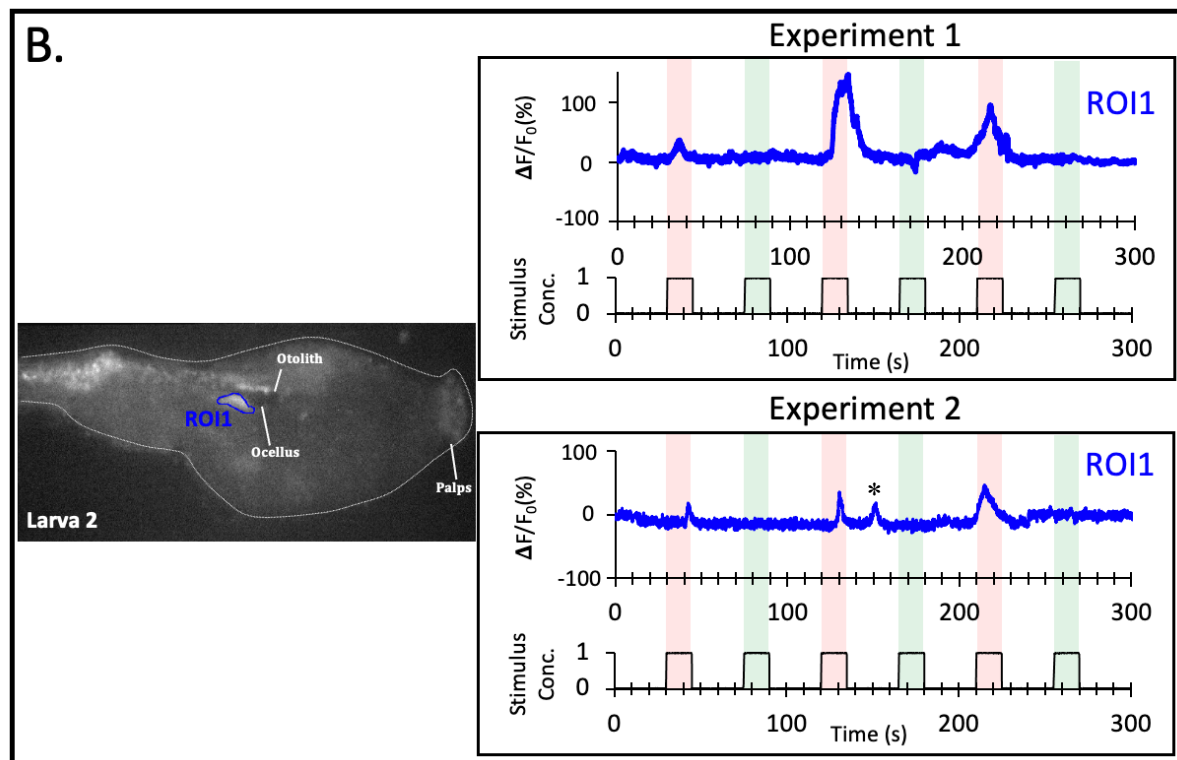 B.
Experiment 1
ROI1
ΔF/F₀(%)
100
0
-100
0 100 200 300
Stimulus
Conc.
1
0
0 100 200 300
Time (s)
Otolith
ROI1
Ocellus
Palps
Larva 2
Experiment 2
ROI1
*
ΔF/F₀(%)
100
0
-100
0 100 200 300
Stimulus
Conc.
1
0
0 100 200 300
Time (s)